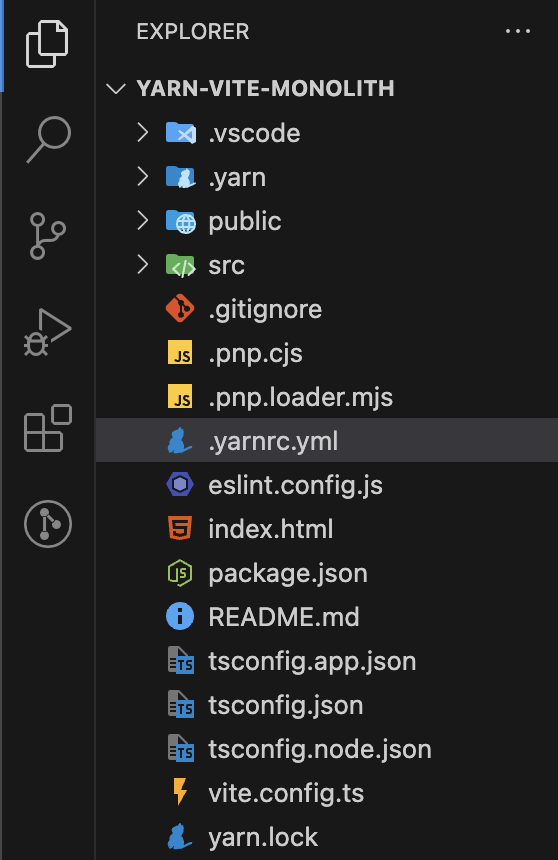 EXPLORER
YARN-VITE-MONOLITH
.vscode
.yarn
public
src
.gitignore
JS .pnp.cjs
JS .pnp.loader.mjs
.yarnrc.yml
eslint.config.js
index.html
JS package.json
README.md
TS tsconfig.app.json
TS tsconfig.json
TS tsconfig.node.json
vite.config.ts
yarn.lock